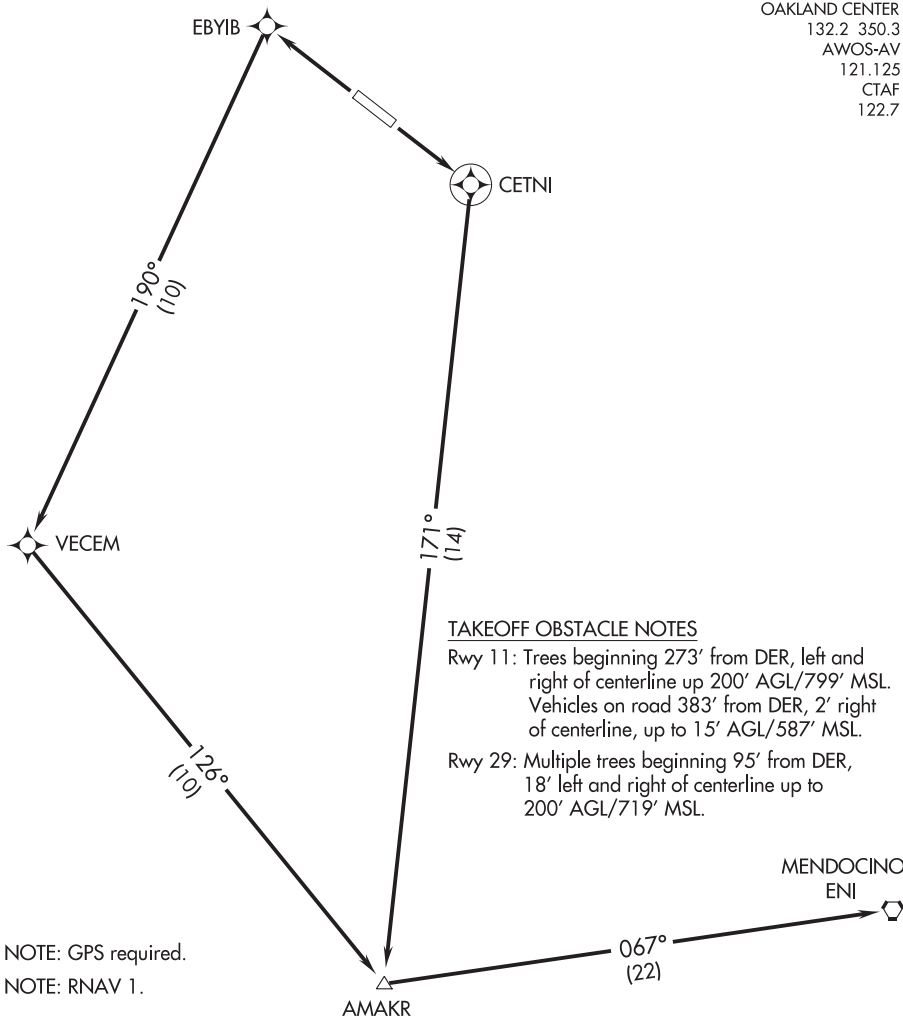 OAKLAND CENTER
132.2 350.3
AWOS-AV
121.125
CTAF
122.7
EBYIB
CETNI
190°
(10)
VECEM
171°
(14)
TAKEOFF OBSTACLE NOTES
Rwy 11: Trees beginning 273' from DER, left and
right of centerline up 200' AGL/799' MSL.
Vehicles on road 383' from DER, 2' right
of centerline, up to 15' AGL/587' MSL.
Rwy 29: Multiple trees beginning 95' from DER,
18' left and right of centerline up to
200' AGL/719' MSL.
126°
(10)
MENDOCINO
ENI
067°
(22)
NOTE: GPS required.
NOTE: RNAV 1.
AMAKR